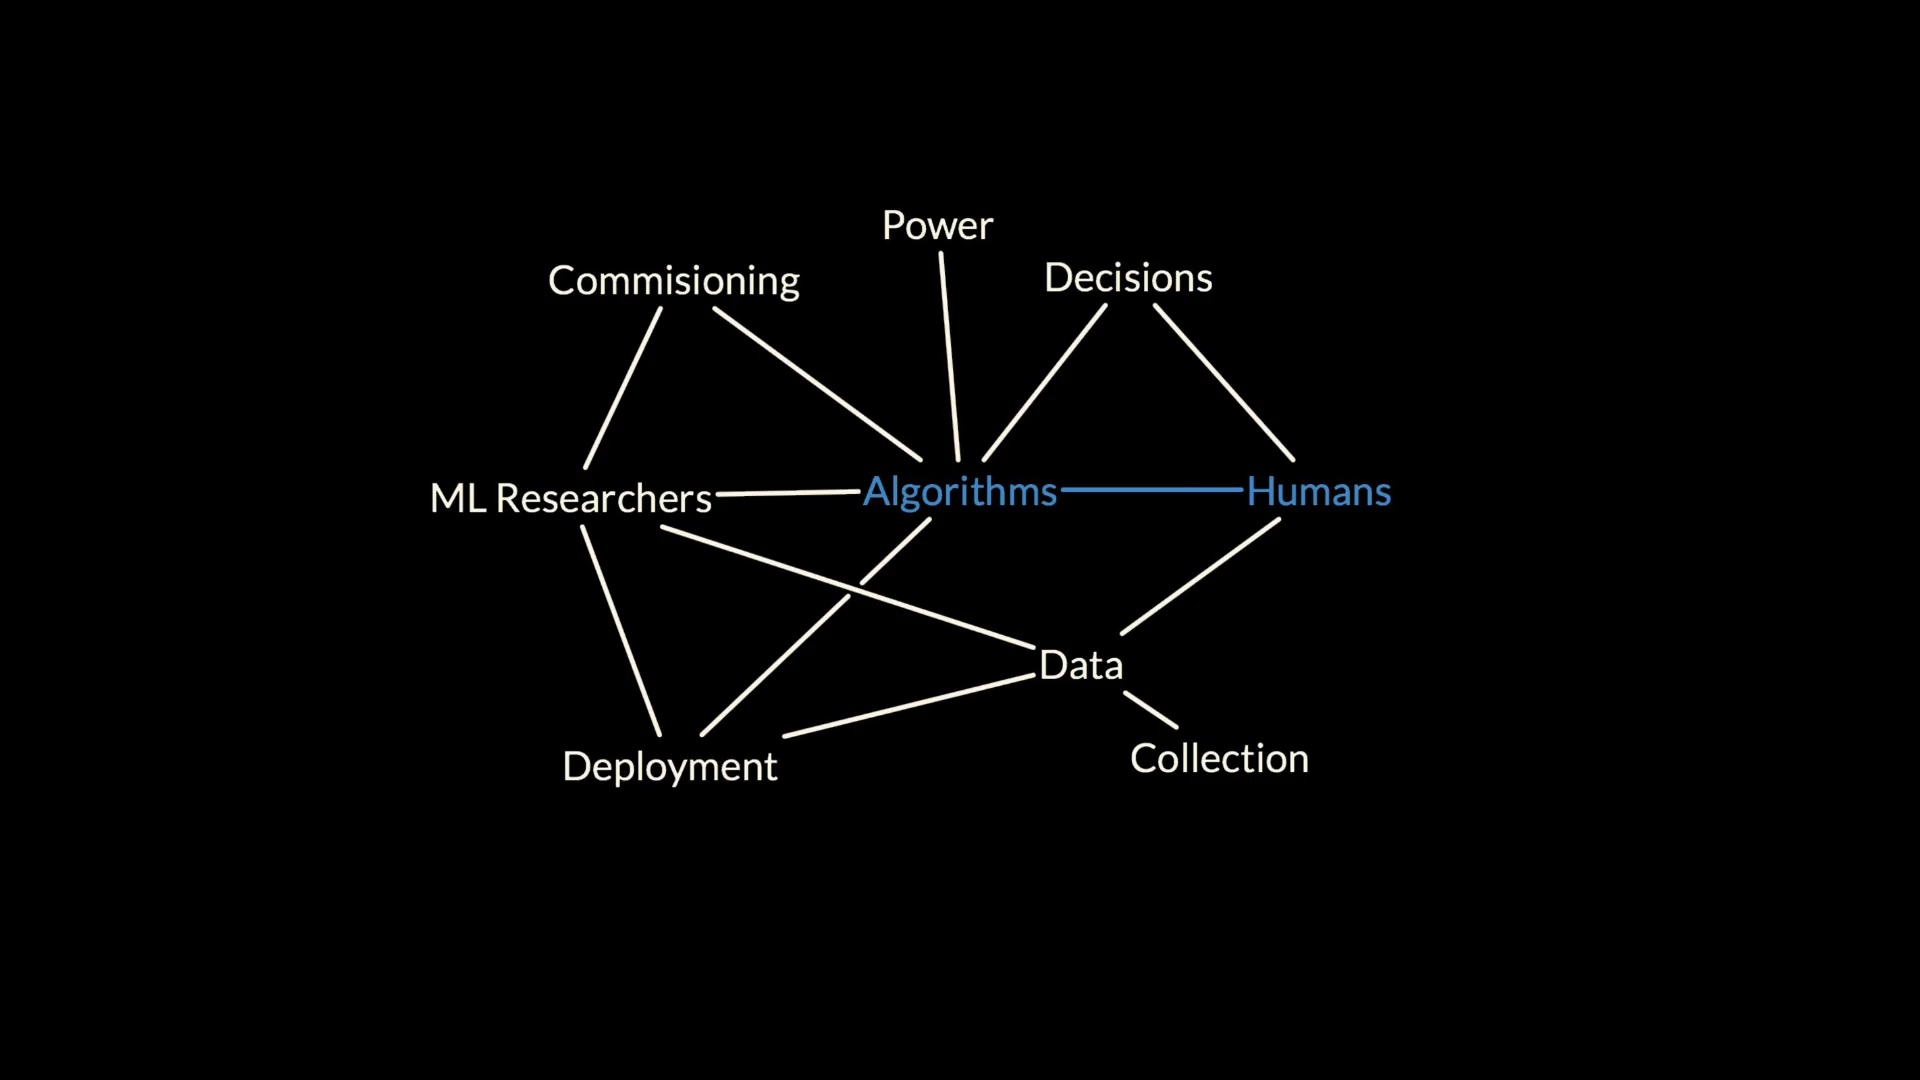 Power
Commisioning
Decisions
ML Researchers
Algorithms
Humans
Data
Collection
Deployment